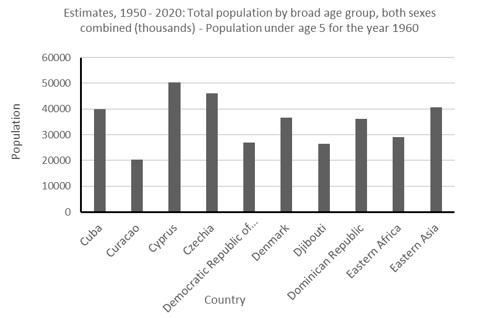 Estimates, 1950 - 2020: Total population by broad age group, both sexes
combined (thousands) - Population under age 5 for the year 1960
60000
50000
40000
30000
20000
10000
0
Population
Cuba
Curacao
Cyprus
Czechia
Democratic Republic of...
Denmark
Djibouti
Dominican Republic
Eastern Africa
Eastern Asia
Country